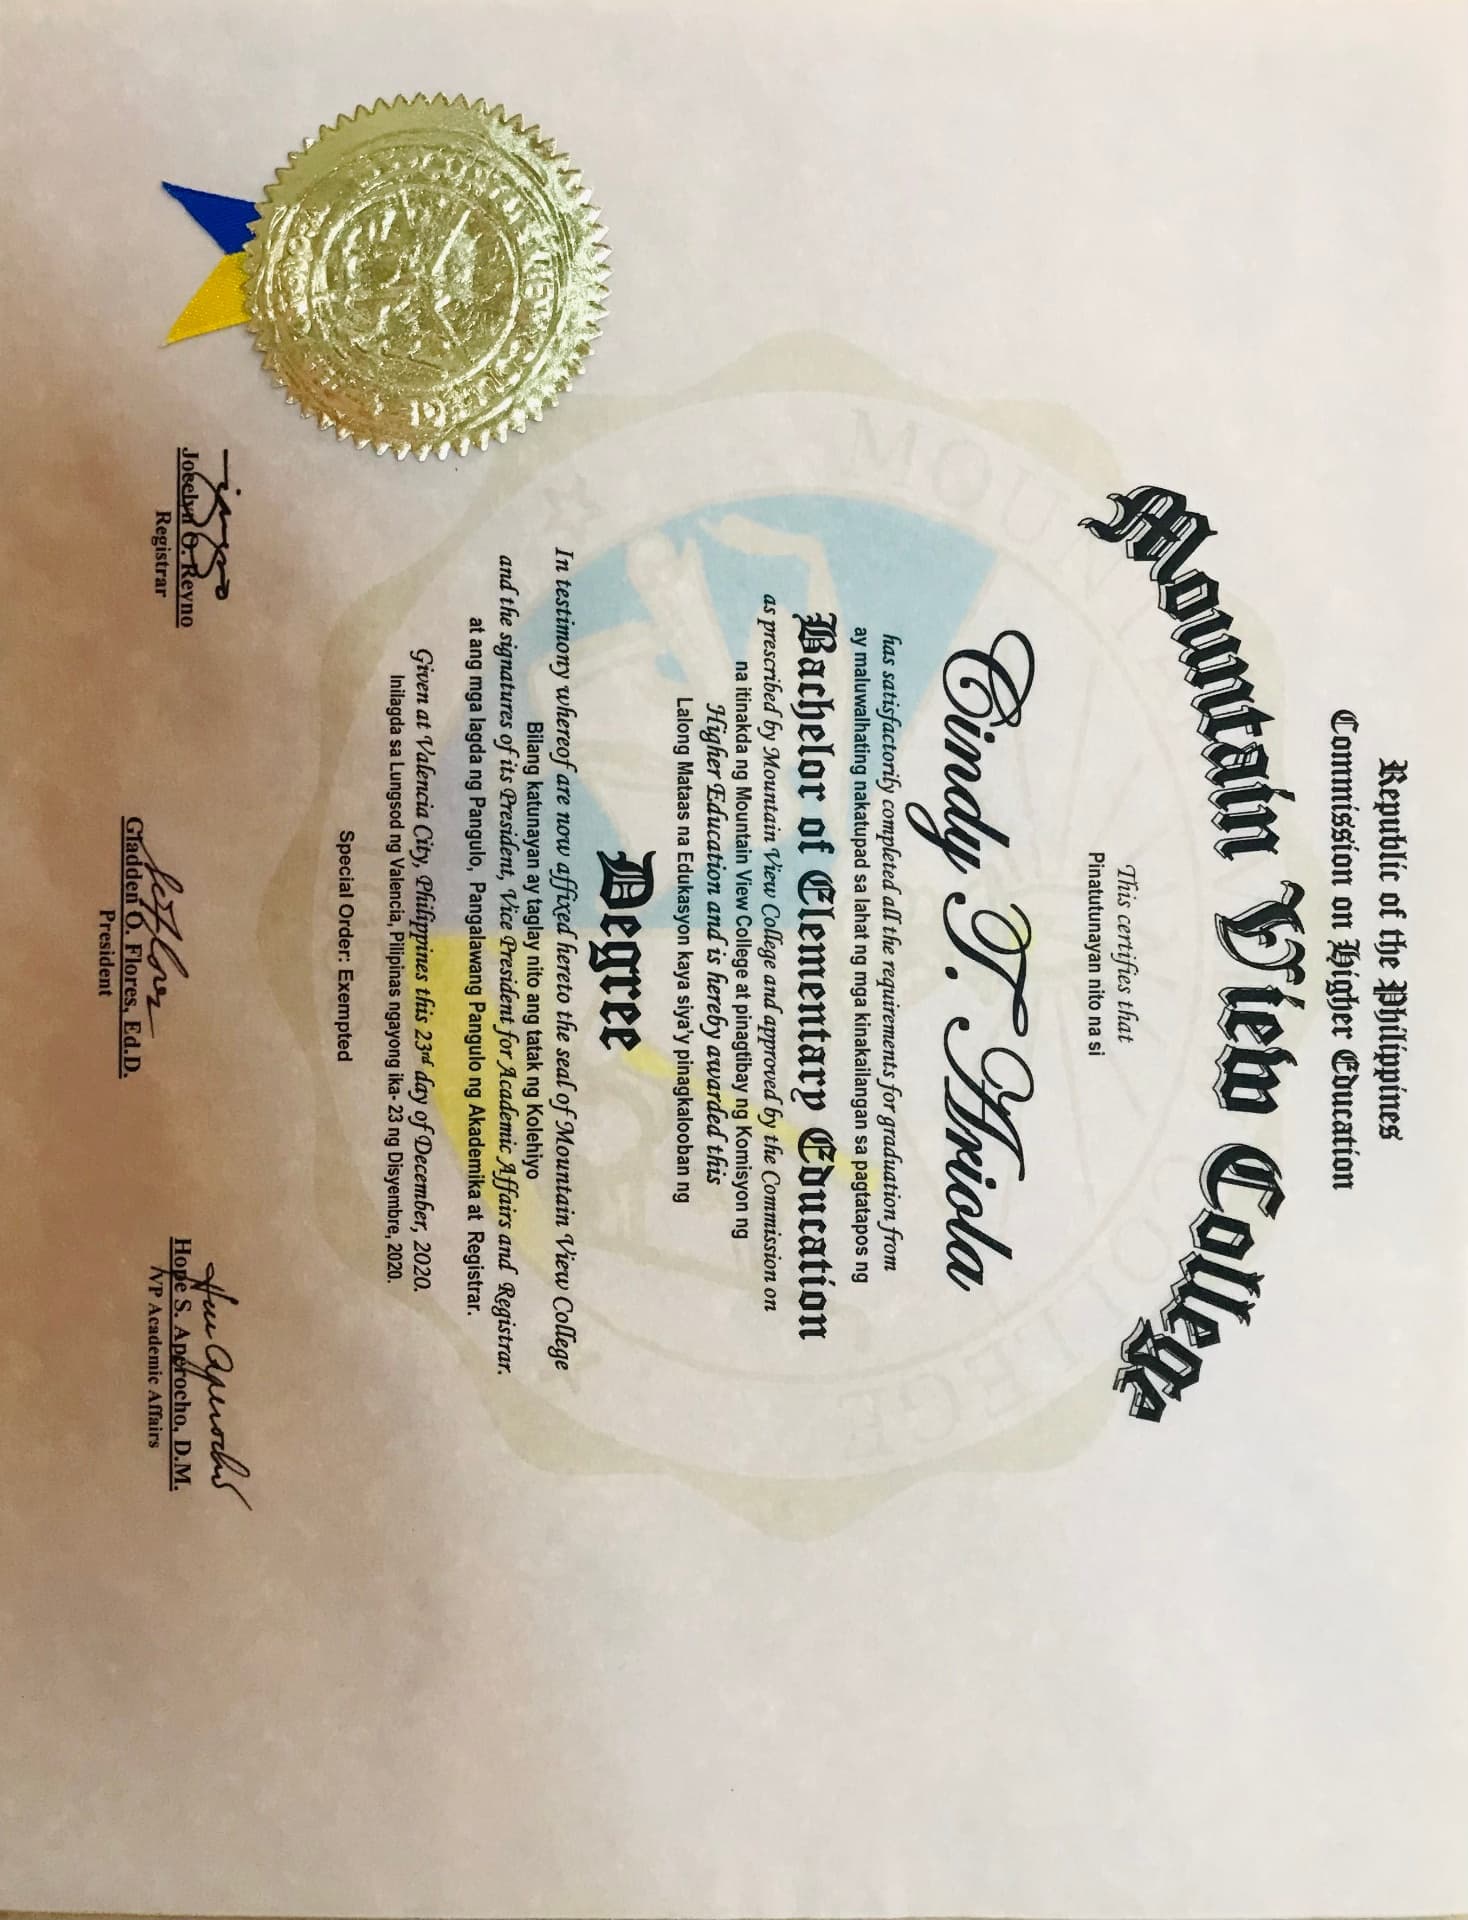 Republic of the Philippines
Commission on Higher Education
Mountain View College
This certifies that
Pinatutunayan nito na si
Cindy T. Ariola
has satisfactorily completed all the requirements for graduation from
ay maluwalhating nakatupad sa lahat ng mga kinakailangan sa pagtatapos ng
Bachelor of Elementary Education
as prescribed by Mountain View College and approved by the Commission on
na itinakda ng Mountain View College at pinagtibay ng Komisyon ng
Higher Education and is hereby awarded this
Lalong Mataas na Edukasyon kaya siya'y pinagkalooban ng
Degree
In testimony whereof are now affixed hereto the seal of Mountain View College
Bilang katunayan ay taglay nito ang tatak ng Kolehiyo
and the signatures of its President, Vice President for Academic Affairs and Registrar.
at ang mga lagda ng Pangulo, Pangalawang Pangulo ng Akademika at Registrar.
Given at Valencia City, Philippines this 23rd day of December, 2020.
Inilagda sa Lungsod ng Valencia, Pilipinas ngayong ika- 23 ng Disyembre, 2020.
Special Order: Exempted
Jocelyn O. Reyno
Registrar
Gladden O. Flores, Ed.D.
President
Hope S. Aperocho, D.M.
VP Academic Affairs